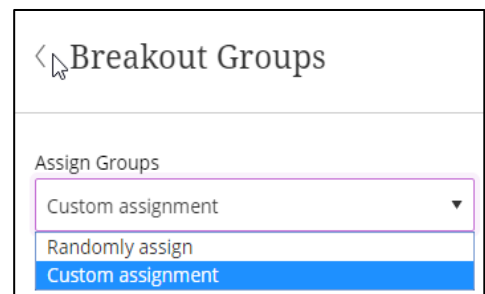 Breakout Groups
Assign Groups
Custom assignment
Randomly assign
Custom assignment